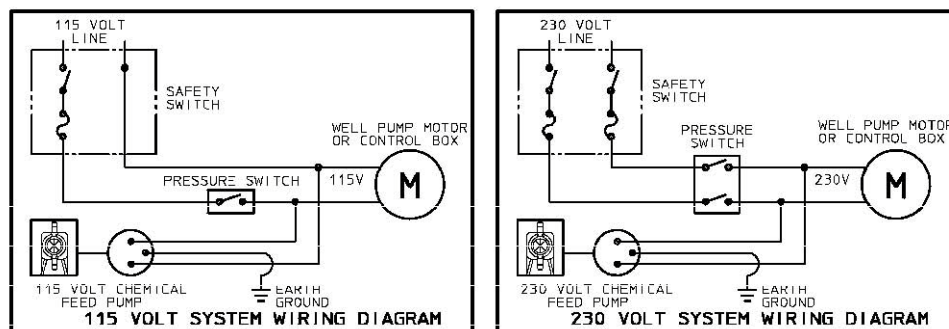 115 VOLT
LINE
SAFETY
SWITCH
WELL PUMP MOTOR
OR CONTROL BOX
PRESSURE SWITCH
115V
M
115 VOLT CHEMICAL
FEED PUMP
EARTH
GROUND
115 VOLT SYSTEM WIRING DIAGRAM
230 VOLT
LINE
SAFETY
SWITCH
PRESSURE
SWITCH
WELL PUMP MOTOR
OR CONTROL BOX
230V
M
230 VOLT CHEMICAL
FEED PUMP
EARTH
GROUND
230 VOLT SYSTEM WIRING DIAGRAM